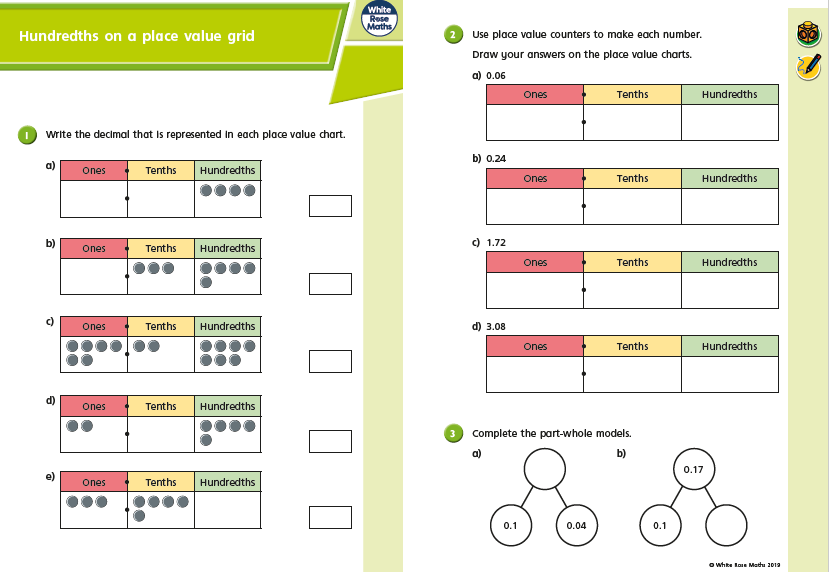 Hundredths on a place value grid
White
Rose
Maths
1 Write the decimal that is represented in each place value chart.
a)
Ones Tenths Hundredths
b)
Ones Tenths Hundredths
c)
Ones Tenths Hundredths
d)
Ones Tenths Hundredths
e)
Ones Tenths Hundredths
2 Use place value counters to make each number.
Draw your answers on the place value charts.
a) 0.06
Ones Tenths Hundredths
b) 0.24
Ones Tenths Hundredths
c) 1.72
Ones Tenths Hundredths
d) 3.08
Ones Tenths Hundredths
3 Complete the part-whole models.
a) b)
0.17
0.1 0.04 0.1
© White Rose Maths 2019